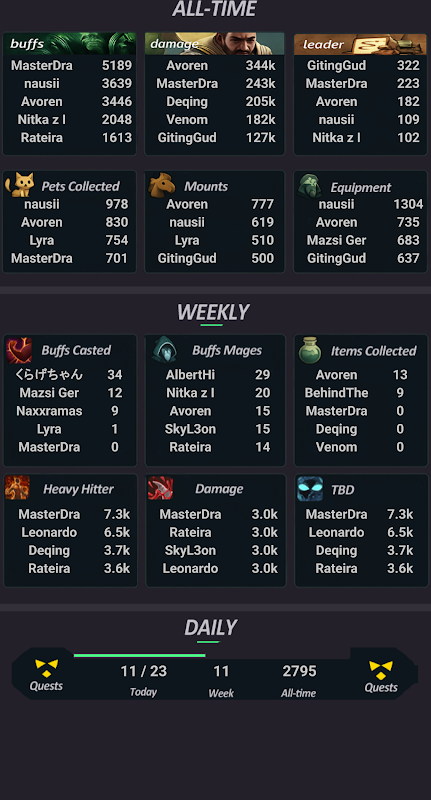 ALL-TIME
buffs damage leader
MasterDra 5189 Avoren 344k GitingGud 322
nausii 3639 MasterDra 243k MasterDra 223
Avoren 3446 Deqing 205k Avoren 182
Nitka z l 2048 Venom 182k nausii 109
Rateira 1613 GitingGud 127k Nitka z l 102
Pets Collected Mounts Equipment
nausii 978 Avoren 777 nausii 1304
Avoren 830 nausii 619 Avoren 735
Lyra 754 Lyra 510 Mazsi Ger 683
MasterDra 701 GitingGud 500 GitingGud 637
WEEKLY
Buffs Casted Buffs Mages Items Collected
くらげちゃん 34 AlbertHi 29 Avoren 13
Mazsi Ger 12 Nitka z l 20 BehindThe 9
Naxxramas 9 Avoren 15 MasterDra 0
Lyra 1 SkyL3on 15 Deqing 0
MasterDra 0 Rateira 14 Venom 0
Heavy Hitter Damage TBD
MasterDra 7.3k MasterDra 3.0k MasterDra 7.3k
Leonardo 6.5k Rateira 3.0k Leonardo 6.5k
Deqing 3.7k SkyL3on 3.0k Deqing 3.7k
Rateira 3.6k Leonardo 3.0k Rateira 3.6k
DAILY
11 / 23 11 2795
Quests Today Week All-time Quests